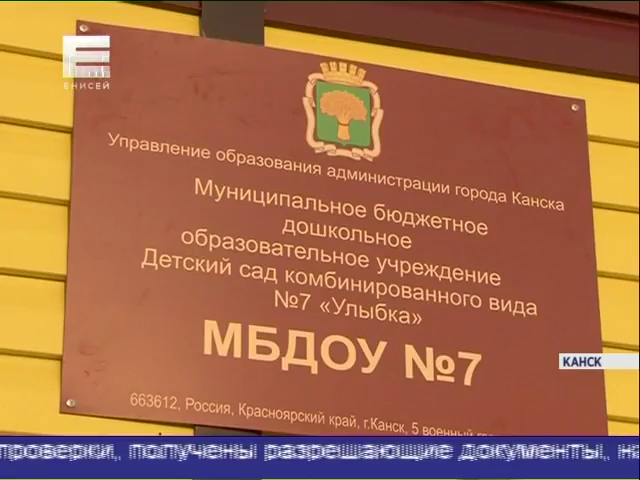 ЕНИСЕЙ
Управление образования администрации города Канска
Муниципальное бюджетное
дошкольное
образовательное учреждение
Детский сад комбинированного вида
№7 «Улыбка»
МБДОУ №7
663612, Россия, Красноярский край, г.Канск, 5 военный
КАНСК
проверки, получены разрешающие документы, на